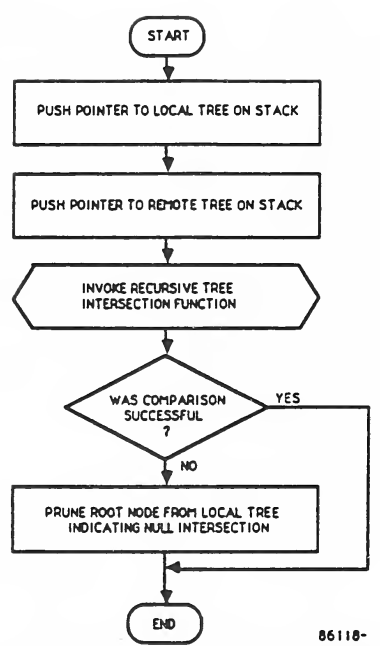 START
PUSH POINTER TO LOCAL TREE ON STACK
PUSH POINTER TO REMOTE TREE ON STACK
INVOKE RECURSIVE TREE
INTERSECTION FUNCTION
WAS COMPARISON
SUCCESSFUL
?
YES
NO
PRUNE ROOT NODE FROM LOCAL TREE
INDICATING NULL INTERSECTION
END
86118-